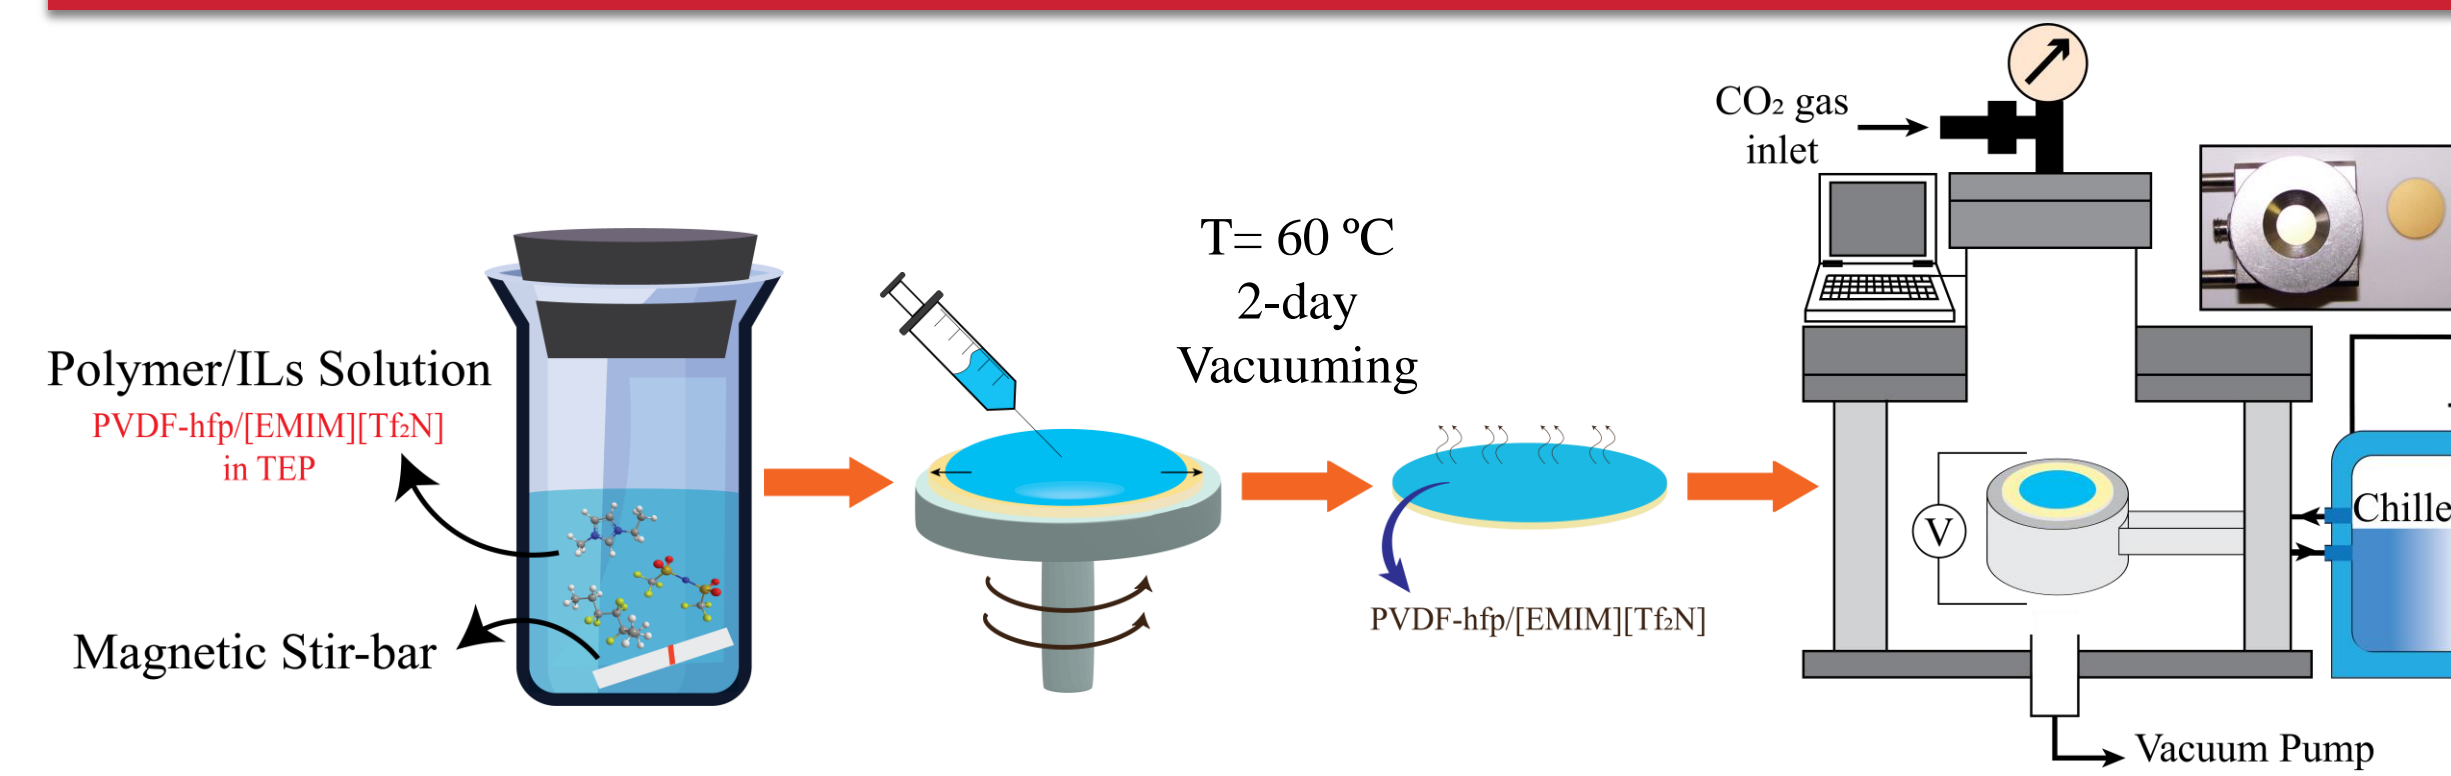 Polymer/ILs Solution
PVDF-hfp/[EMIM][Tf₂N]
in TEP
Magnetic Stir-bar
T= 60 ºC
2-day
Vacuuming
PVDF-hfp/[EMIM][Tf₂N]
CO₂ gas
inlet
V
Chille
Vacuum Pump